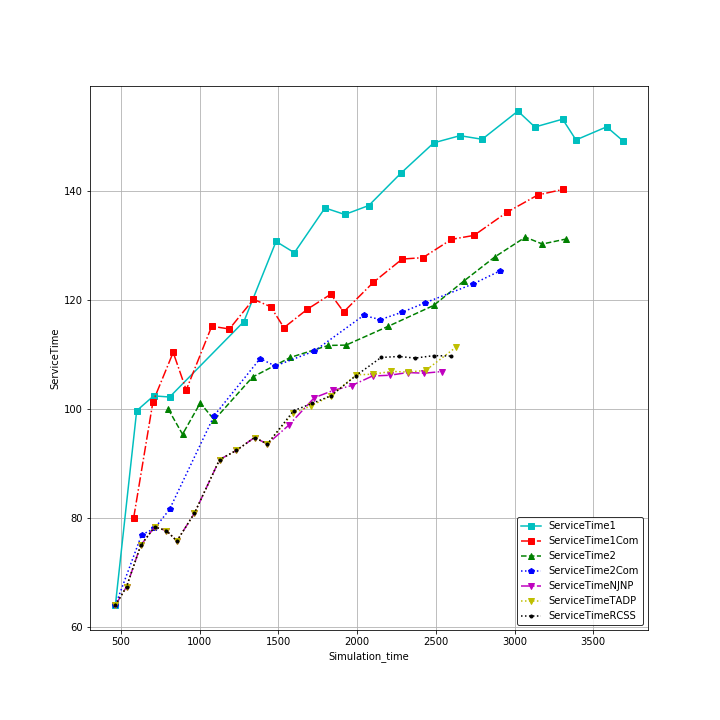 140
120
100
80
60
ServiceTime
500 1000 1500 2000 2500 3000 3500
Simulation_time
ServiceTime1
ServiceTime1Com
ServiceTime2
ServiceTime2Com
ServiceTimeNJNP
ServiceTimeTADP
ServiceTimeRCSS